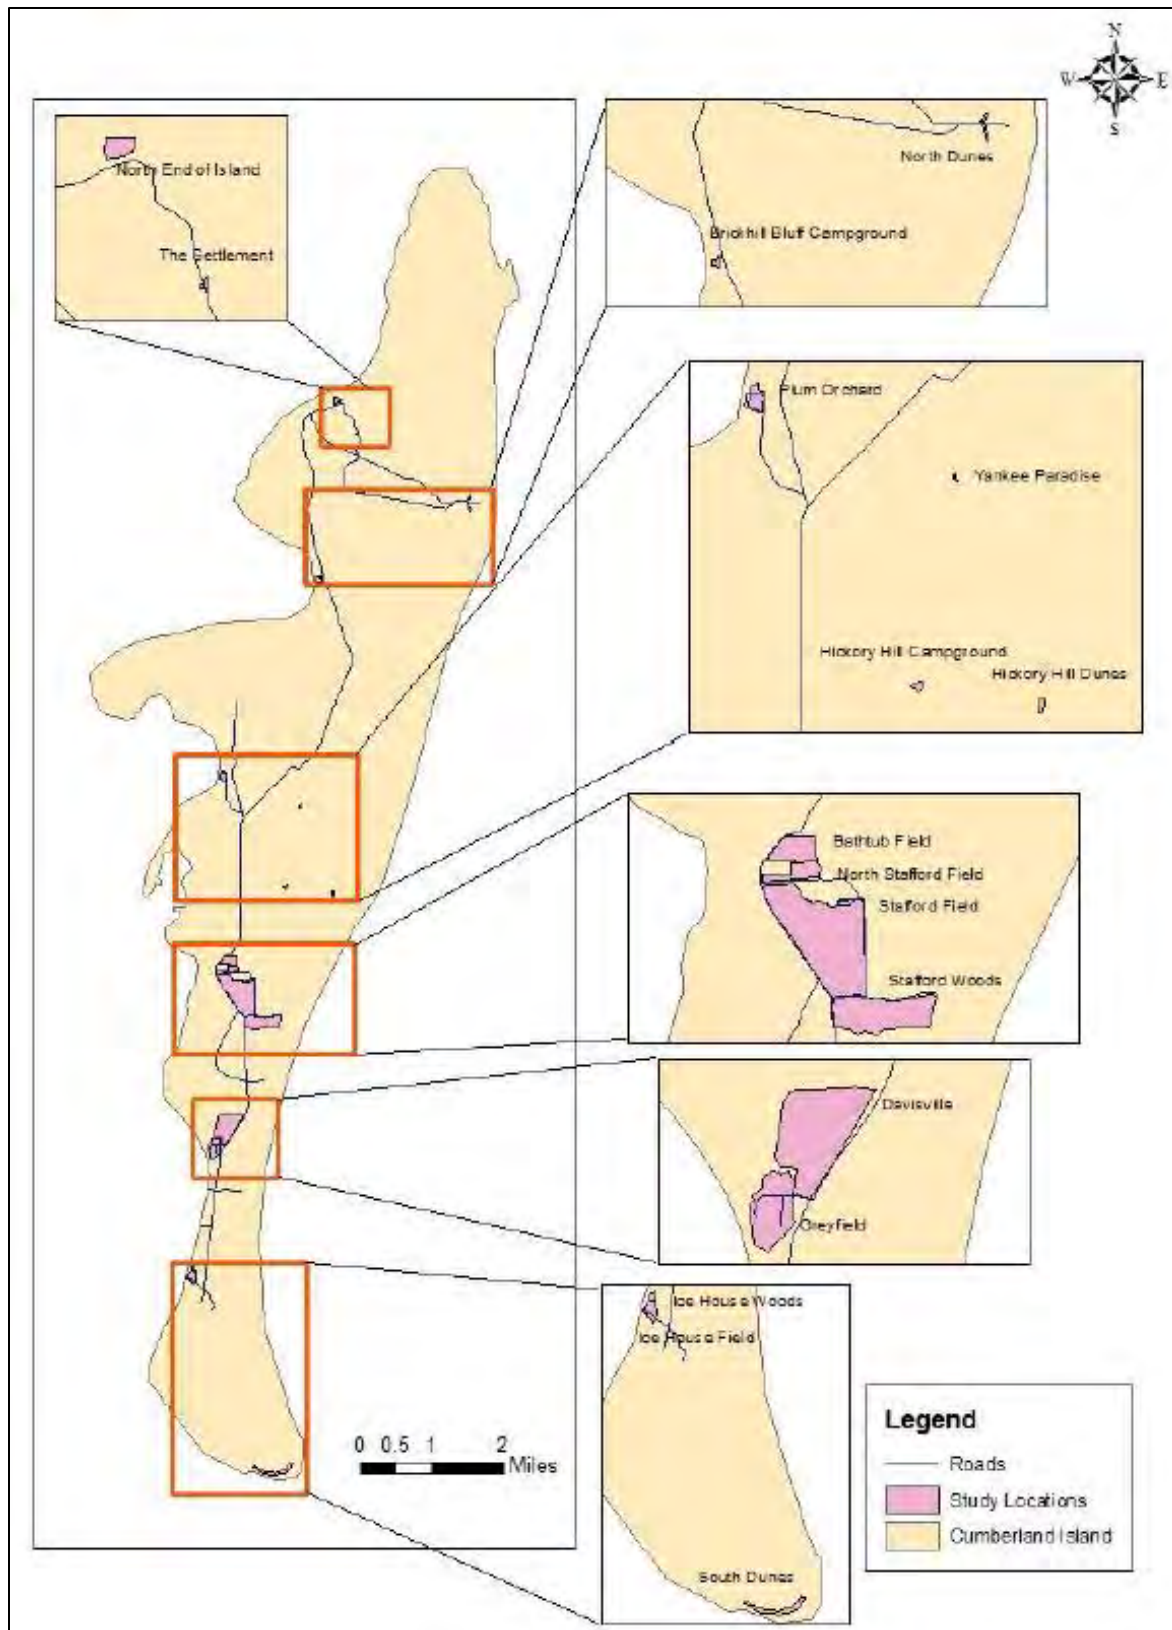 N
W E
S
North End of Island
The Settlement
North Dunes
Brickhill Bluff Campground
Plum Orchard
Yankee Paradise
Hickory Hill Campground
Hickory Hill Dunes
Bathtub Field
North Stafford Field
Stafford Field
Stafford Woods
Davisville
Greyfield
Ice House Woods
Ice House Field
South Dunes
0 0.5 1 2
Miles
Legend
Roads
Study Locations
Cumberland Island